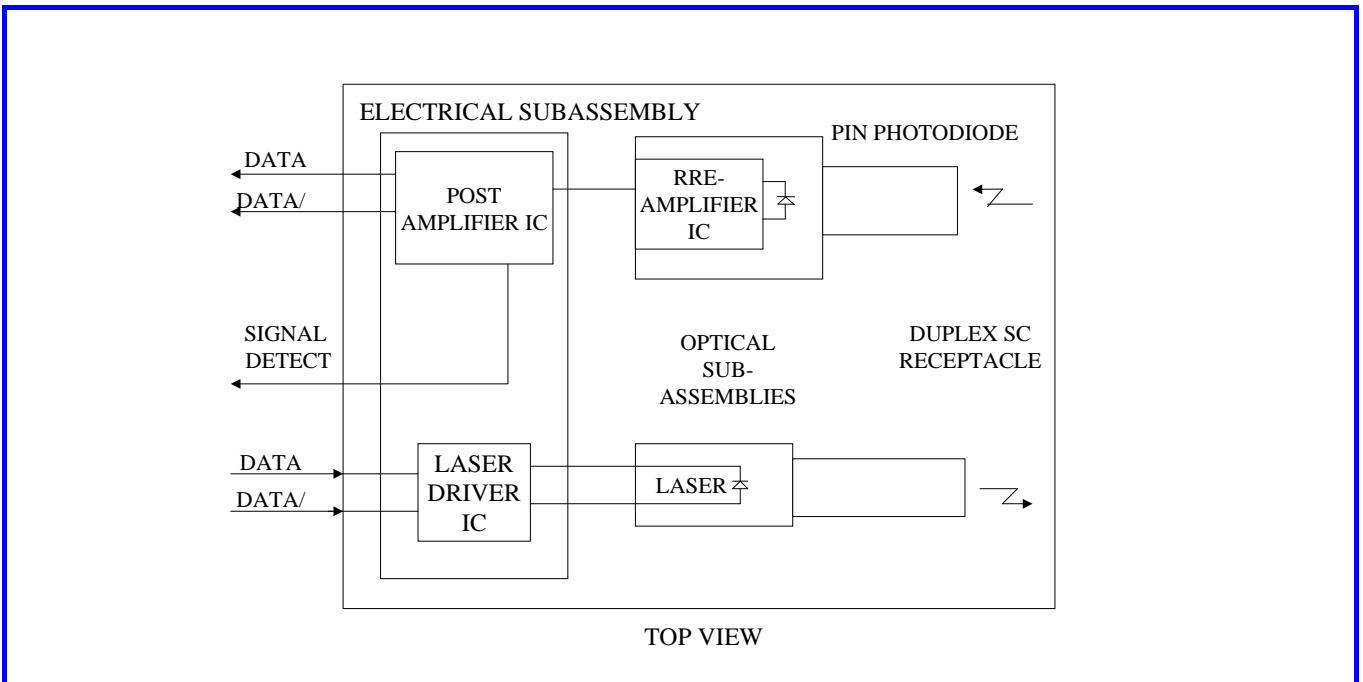 ELECTRICAL SUBASSEMBLY
PIN PHOTODIODE
DATA
DATA/
POST
AMPLIFIER IC
RRE-
AMPLIFIER
IC
SIGNAL
DETECT
OPTICAL
SUB-
ASSEMBLIES
DUPLEX SC
RECEPTACLE
DATA
DATA/
LASER
DRIVER
IC
LASER
TOP VIEW